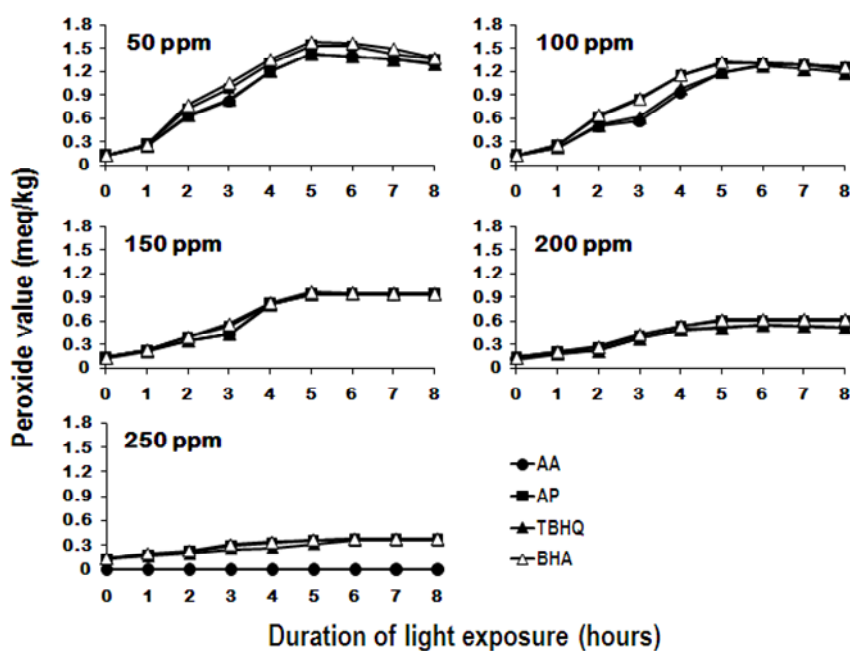 Peroxide value (meq/kg)
50 ppm
1.8
1.5
1.2
0.9
0.6
0.3
0
0 1 2 3 4 5 6 7 8
100 ppm
1.8
1.5
1.2
0.9
0.6
0.3
0
0 1 2 3 4 5 6 7 8
150 ppm
1.8
1.5
1.2
0.9
0.6
0.3
0
0 1 2 3 4 5 6 7 8
200 ppm
1.8
1.5
1.2
0.9
0.6
0.3
0
0 1 2 3 4 5 6 7 8
250 ppm
1.8
1.5
1.2
0.9
0.6
0.3
0
0 1 2 3 4 5 6 7 8
AA
AP
TBHQ
BHA
Duration of light exposure (hours)